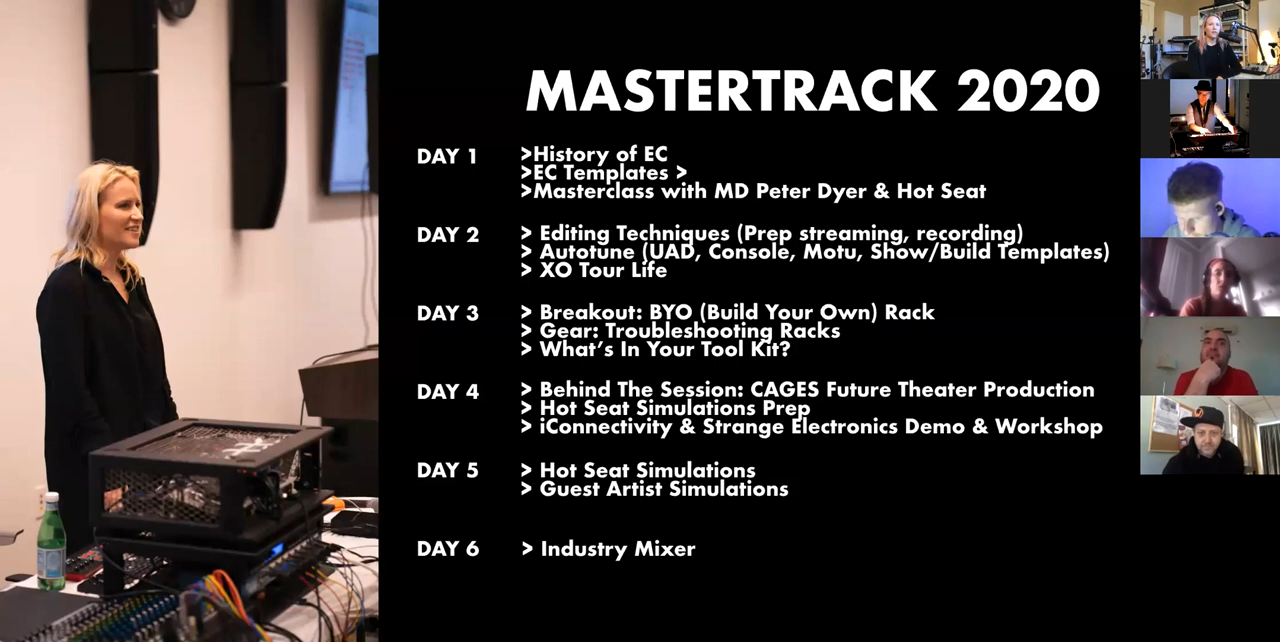 MASTERTRACK 2020
DAY 1
>History of EC
>EC Templates >
>Masterclass with MD Peter Dyer & Hot Seat
DAY 2
> Editing Techniques (Prep streaming, recording)
> Autotune (UAD, Console, Motu, Show/Build Templates)
> XO Tour Life
DAY 3
> Breakout: BYO (Build Your Own) Rack
> Gear: Troubleshooting Racks
> What's In Your Tool Kit?
DAY 4
> Behind The Session: CAGES Future Theater Production
> Hot Seat Simulations Prep
> iConnectivity & Strange Electronics Demo & Workshop
DAY 5
> Hot Seat Simulations
> Guest Artist Simulations
DAY 6
> Industry Mixer